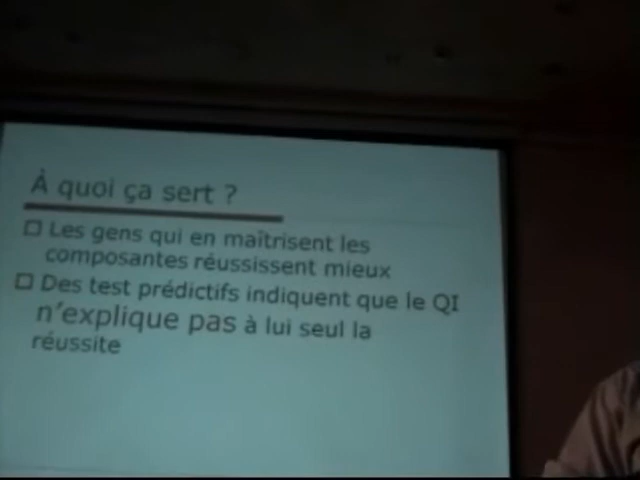 À quoi ça sert ?
Les gens qui en maîtrisent les
composantes réussissent mieux
Des test prédictifs indiquent que le QI
n'explique pas à lui seul la
réussite